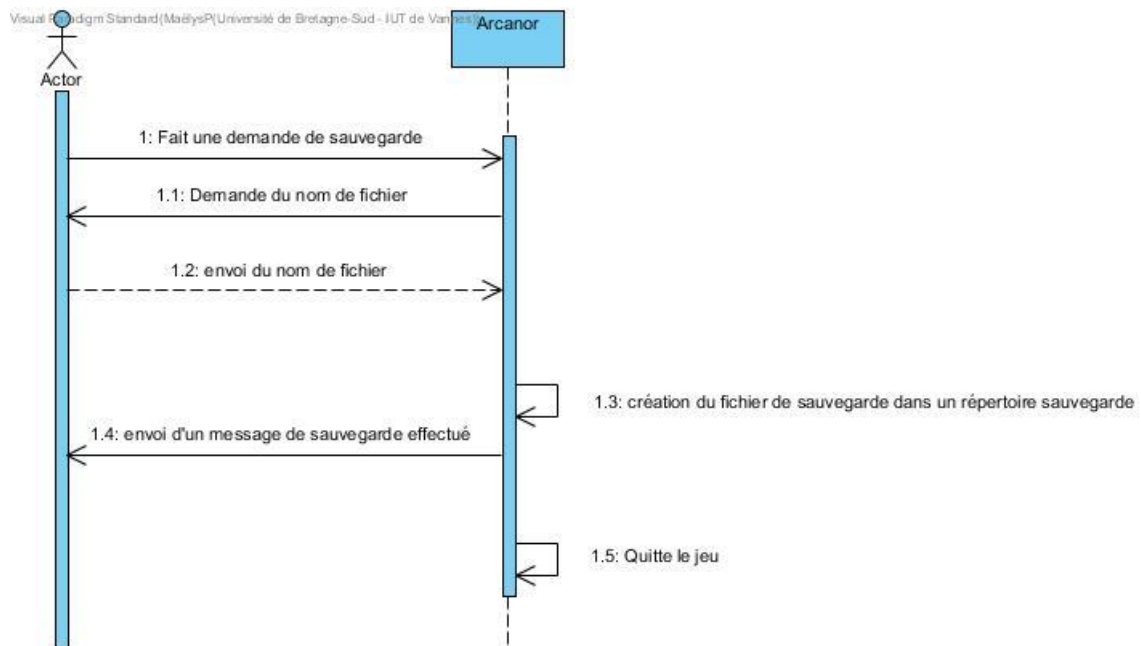 Visual Paradigm Standard(MaëlysP(Université de Bretagne-Sud - IUT de Vannes))
Arcanor
Actor
1: Fait une demande de sauvegarde
1.1: Demande du nom de fichier
1.2: envoi du nom de fichier
1.3: création du fichier de sauvegarde dans un répertoire sauvegarde
1.4: envoi d'un message de sauvegarde effectué
1.5: Quitte le jeu